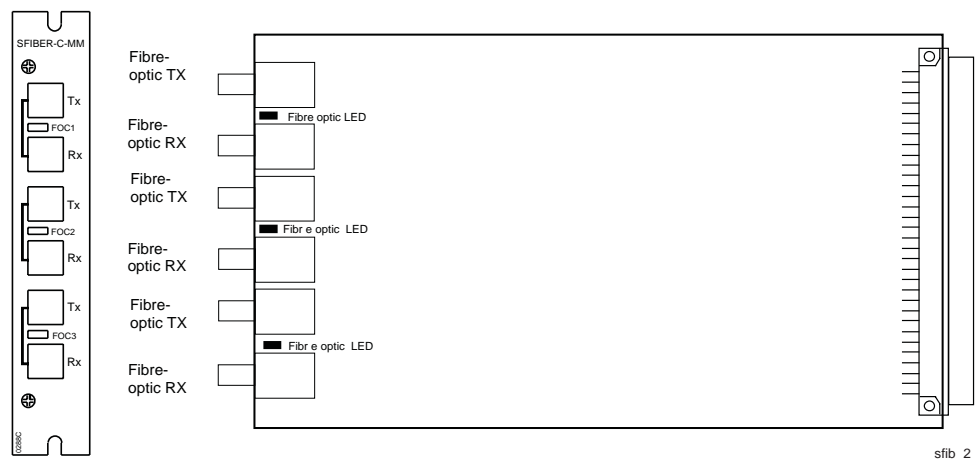 SFIBER-C-MM
Tx
FOC1
Rx
Tx
FOC2
Rx
Tx
FOC3
Rx
0288C
Fibre-
optic TX
Fibre optic LED
Fibre-
optic RX
Fibre-
optic TX
Fibr e optic LED
Fibre-
optic RX
Fibre-
optic TX
Fibr e optic LED
Fibre-
optic RX
sfib_2